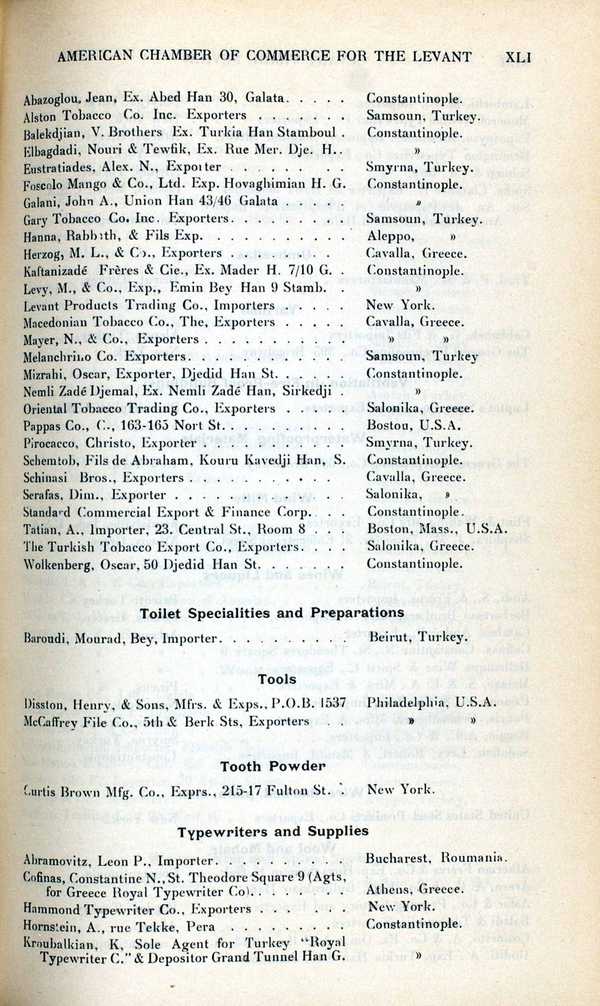 AMERICAN CHAMBER OF COMMERCE FOR THE LEVANT XLI
Abazoglou, Jean, Ex. Abed Han 30, Galata. . . . . Constantinople.
Alston Tobacco Co. Inc. Exporters . . . . . . . Samsoun, Turkey.
Balekdjian, V. Brothers Ex. Turkia Han Stamboul . Constantinople.
Elbagdadi, Nouri & Tewfik, Ex. Rue Mer. Dje. H.. »
Eustratiades, Alex. N., Exporter . . . . . . . Smyrna, Turkey.
Foscolo Mango & Co., Ltd. Exp. Hovaghimian H. G. Constantinople.
Galani, John A., Union Han 43/46 Galata . . . . . »
Gary Tobacco Co. Inc. Exporters. . . . . . . . Samsoun, Turkey.
Hanna, Rabbath, & Fils Exp. . . . . . . . . . . Aleppo, »
Herzog, M. L., & Co., Exporters . . . . . . . Cavalla, Greece.
Kaftanizadé Frères & Cie., Ex. Mader H. 7/10 G. . Constantinople.
Levy, M., & Co., Exp., Emin Bey Han 9 Stamb. . »
Levant Products Trading Co., Importers . . . . . New York.
Macedonian Tobacco Co., The, Exporters . . . . . Cavalla, Greece.
Mayer, N., & Co., Exporters . . . . . . . . . . . » »
Melanchrino Co. Exporters. . . . . . . . . . . . Samsoun, Turkey
Mizrahi, Oscar, Exporter, Djedid Han St. . . . . . Constantinople.
Nemli Zadé Djemal, Ex. Nemli Zadé Han, Sirkedji . »
Oriental Tobacco Trading Co., Exporters . . . . . Salonika, Greece.
Pappas Co., C., 163-165 Nort St. . . . . . . . . . Boston, U.S.A.
Pirocacco, Christo, Exporter . . . . . . . . . . . Smyrna, Turkey.
Schemtob, Fils de Abraham, Kouru Kavedji Han, S. Constantinople.
Schinasi Bros., Exporters . . . . . . . . . . . Cavalla, Greece.
Serafas, Dim., Exporter . . . . . . . . . . . . . Salonika, »
Standard Commercial Export & Finance Corp. . . Constantinople.
Tatian, A., Importer, 23. Central St., Room 8 . . . Boston, Mass., U.S.A.
The Turkish Tobacco Export Co., Exporters. . . . Salonika, Greece.
Wolkenberg, Oscar, 50 Djedid Han St. . . . . . . Constantinople.
Toilet Specialities and Preparations
Baroudi, Mourad, Bey, Importer. . . . . . . . . Beirut, Turkey.
Tools
Disston, Henry, & Sons, Mfrs. & Exps., P.O.B. 1537 Philadelphia, U.S.A.
McCaffrey File Co., 5th & Berk Sts, Exporters . . » »
Tooth Powder
Curtis Brown Mfg. Co., Exprs., 215-17 Fulton St. . New York.
Typewriters and Supplies
Abramovitz, Leon P., Importer. . . . . . . . . . Bucharest, Roumania.
Cofinas, Constantine N., St. Theodore Square 9 (Agts,
for Greece Royal Typewriter Co). . . . . . . Athens, Greece.
Hammond Typewriter Co., Exporters . . . . . . New York.
Hornstein, A., rue Tekke, Pera . . . . . . . . . Constantinople.
Kroubalkian, K, Sole Agent for Turkey "Royal
Typewriter C." & Depositor Grand Tunnel Han G. »